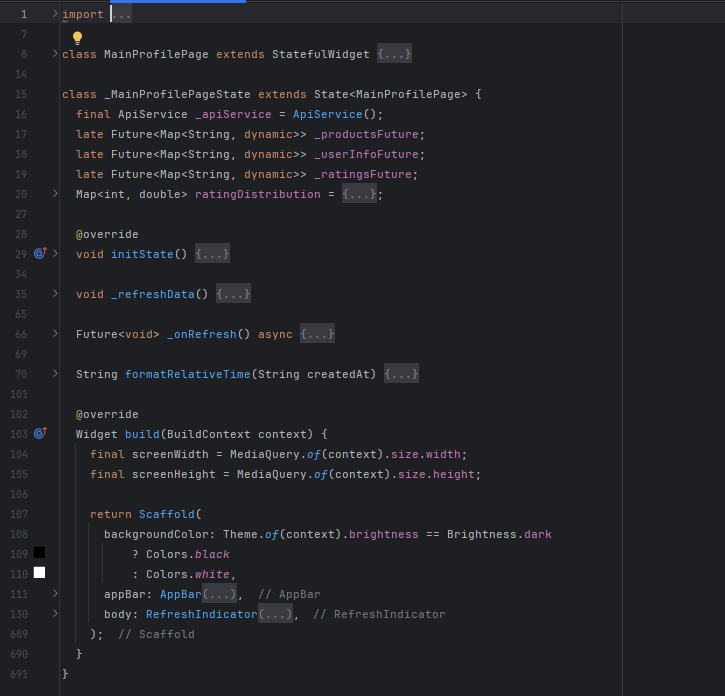 1 import ...
7
8 class MainProfilePage extends StatefulWidget {...}
14
15 class _MainProfilePageState extends State<MainProfilePage> {
16 final ApiService _apiService = ApiService();
17 late Future<Map<String, dynamic>> _productsFuture;
18 late Future<Map<String, dynamic>> _userInfoFuture;
19 late Future<Map<String, dynamic>> _ratingsFuture;
20 Map<int, double> ratingDistribution = {...};
27
28 @override
29 void initState() {...}
34
35 void _refreshData() {...}
65
66 Future<void> _onRefresh() async {...}
69
70 String formatRelativeTime(String createdAt) {...}
101
102 @override
103 Widget build(BuildContext context) {
104 final screenWidth = MediaQuery.of(context).size.width;
105 final screenHeight = MediaQuery.of(context).size.height;
106
107 return Scaffold(
108 backgroundColor: Theme.of(context).brightness == Brightness.dark
109 ? Colors.black
110 : Colors.white,
111 appBar: AppBar(...), // AppBar
130 body: RefreshIndicator(...), // RefreshIndicator
689 ); // Scaffold
690 }
691 }